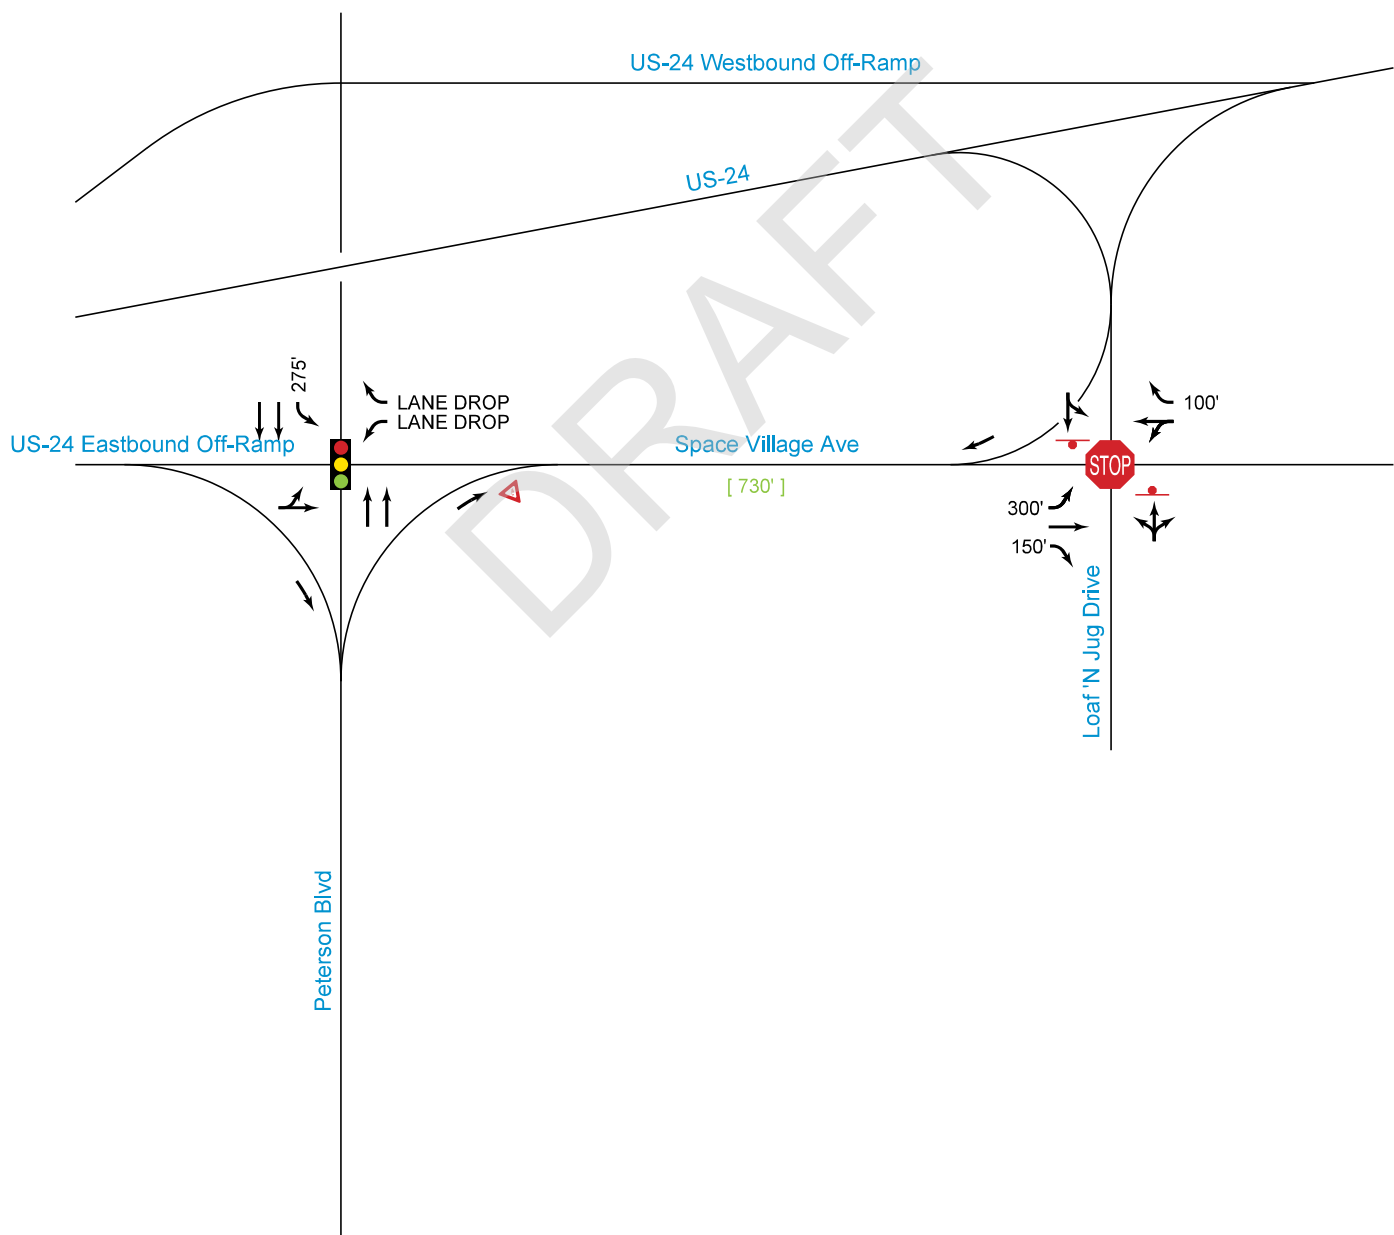 US-24 Westbound Off-Ramp
US-24
DRAFT
275'
LANE DROP
LANE DROP
100'
US-24 Eastbound Off-Ramp
Space Village Ave
STOP
[ 730' ]
300'
150'
Loaf 'N Jug Drive
Peterson Blvd